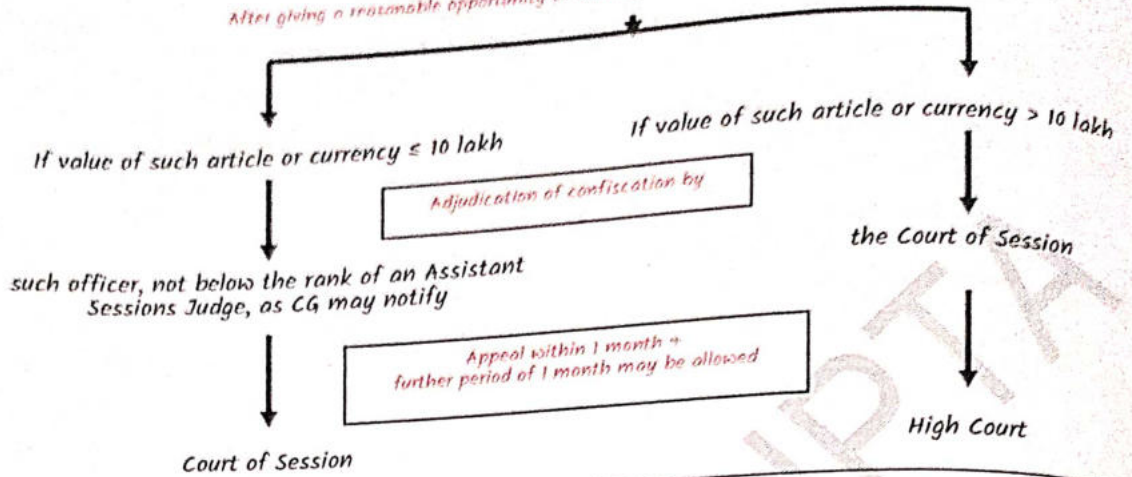 After giving a reasonable opportunity
If value of such article or currency ≤ 10 lakh
If value of such article or currency > 10 lakh
Adjudication of confiscation by
such officer, not below the rank of an Assistant
Sessions Judge, as CG may notify
the Court of Session
Appeal within 1 month +
further period of 1 month may be allowed
Court of Session
High Court